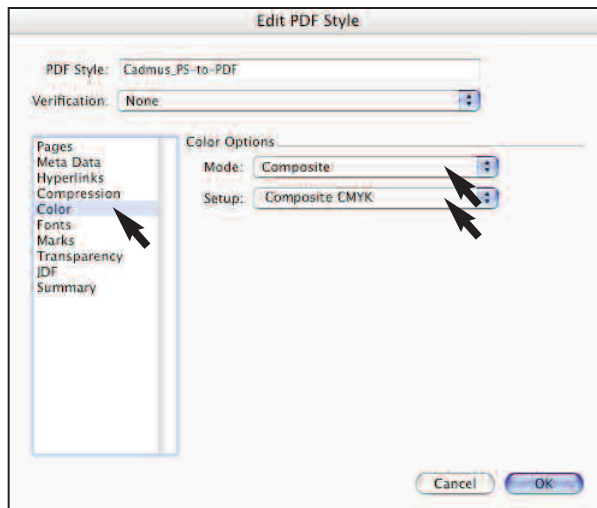 Edit PDF Style
PDF Style: Cadmus_PS-to-PDF
Verification: None
Pages
Meta Data
Hyperlinks
Compression
Color
Fonts
Marks
Transparency
JDF
Summary
Color Options
Mode: Composite
Setup: Composite CMYK
Cancel OK